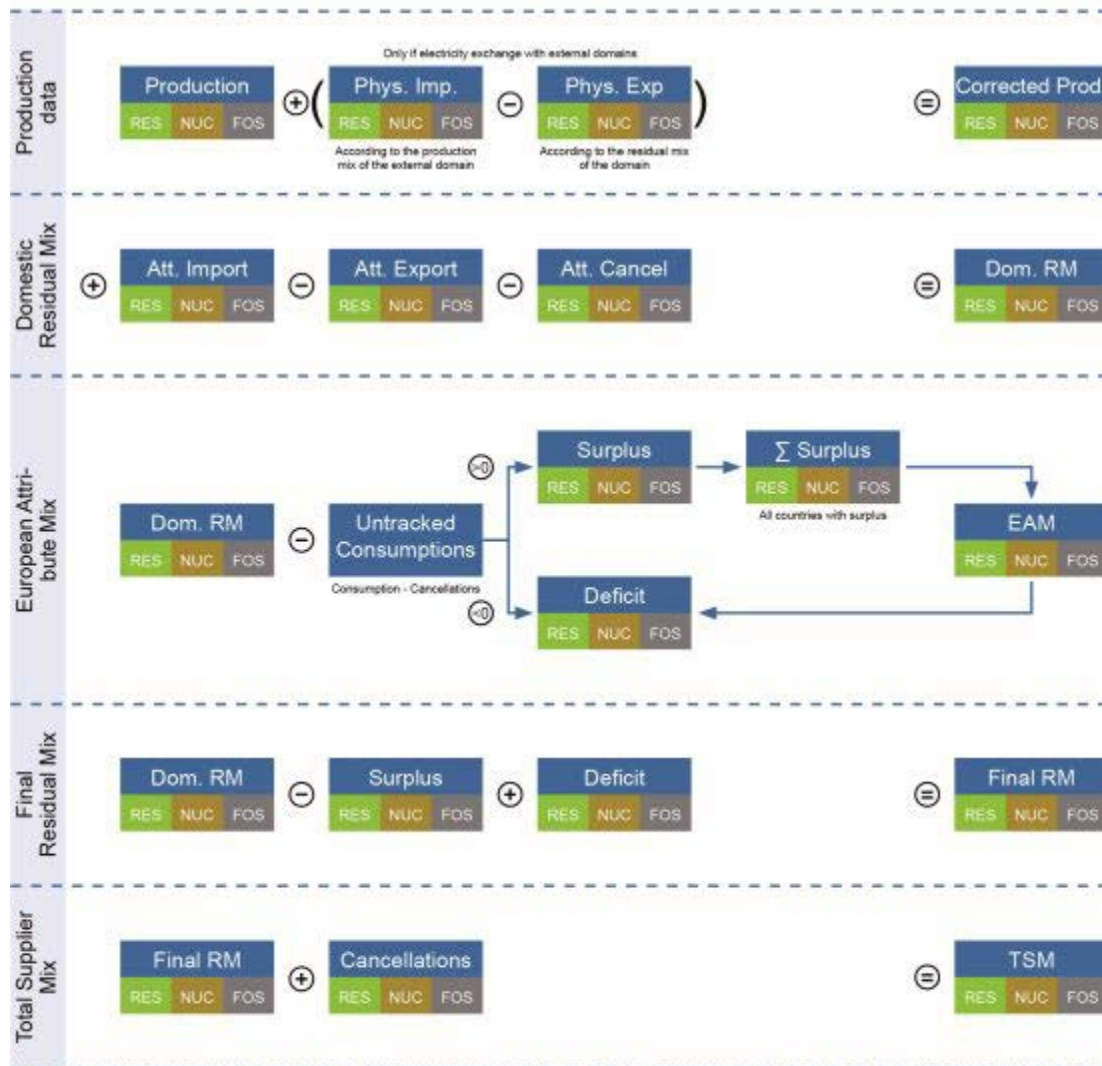 Production
data
Only if electricity exchange with external domains
Production
RES NUC FOS
+
(
Phys. Imp.
RES NUC FOS
According to the production
mix of the external domain
−
Phys. Exp
RES NUC FOS
According to the residual mix
of the domain
)
=
Corrected Prod.
RES NUC FOS
Domestic
Residual Mix
+
Att. Import
RES NUC FOS
−
Att. Export
RES NUC FOS
−
Att. Cancel
RES NUC FOS
=
Dom. RM
RES NUC FOS
European Attri-
bute Mix
Dom. RM
RES NUC FOS
−
Untracked
Consumptions
Consumption - Cancellations
>0
Surplus
RES NUC FOS
∑ Surplus
RES NUC FOS
All countries with surplus
EAM
RES NUC FOS
<0
Deficit
RES NUC FOS
Final
Residual Mix
Dom. RM
RES NUC FOS
−
Surplus
RES NUC FOS
+
Deficit
RES NUC FOS
=
Final RM
RES NUC FOS
Total Supplier
Mix
Final RM
RES NUC FOS
+
Cancellations
RES NUC FOS
=
TSM
RES NUC FOS